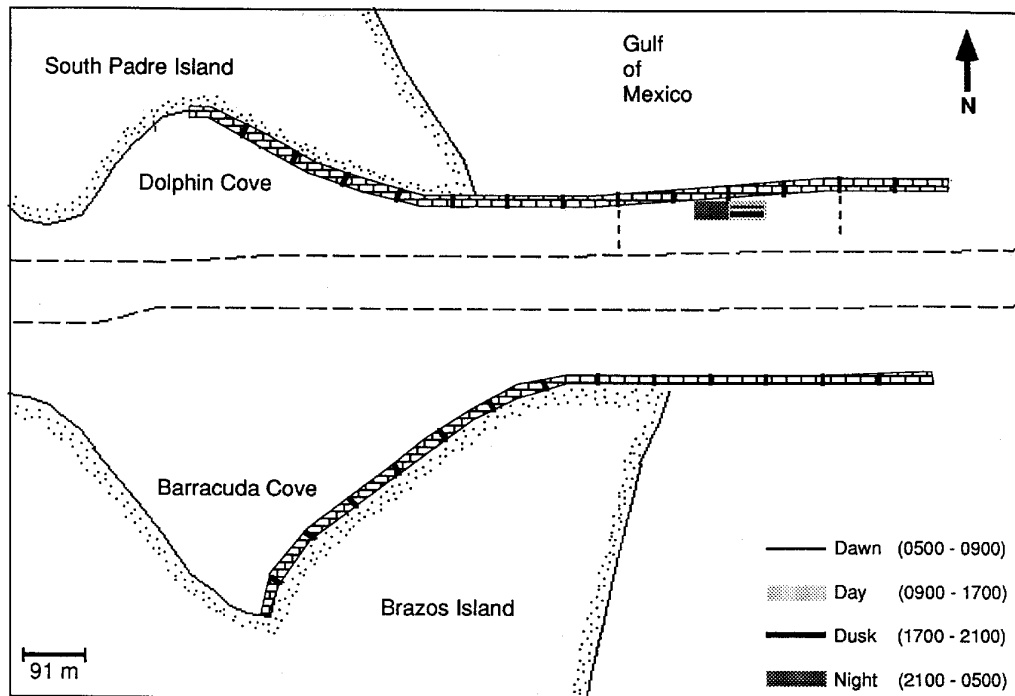 South Padre Island
Gulf
of
Mexico
N
Dolphin Cove
Barracuda Cove
Brazos Island
Dawn (0500 - 0900)
Day (0900 - 1700)
Dusk (1700 - 2100)
Night (2100 - 0500)
91 m